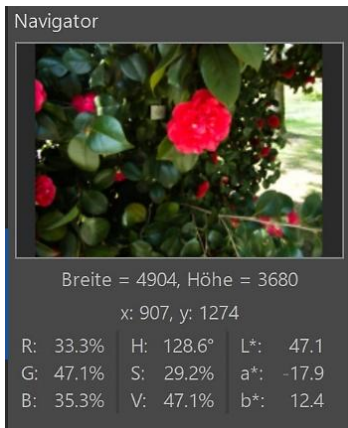 Navigator
Breite = 4904, Höhe = 3680
x: 907, y: 1274
R: 33.3% H: 128.6° L*: 47.1
G: 47.1% S: 29.2% a*: -17.9
B: 35.3% V: 47.1% b*: 12.4